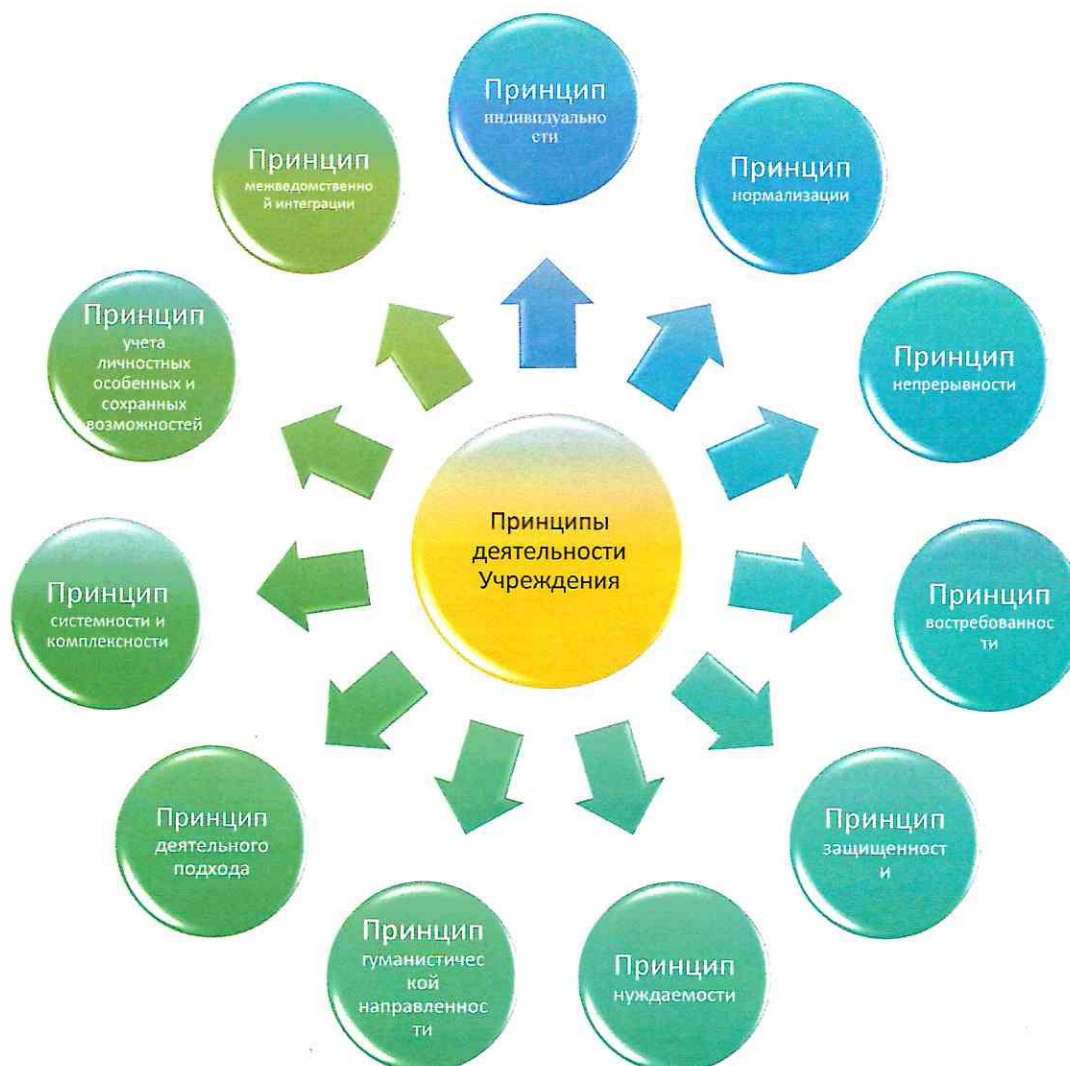 Принцип
индивидуально
сти
Принцип
нормализации
Принцип
непрерывности
Принцип
востребованнос
ти
Принцип
защищенност
и
Принцип
нуждаемости
Принцип
гуманистичес
кой
направленнос
ти
Принцип
деятельного
подхода
Принцип
системности и
комплексности
Принцип
учета
личностных
особенных и
сохранных
возможностей
Принцип
межведомственно
й интеграции
Принципы
деятельности
Учреждения